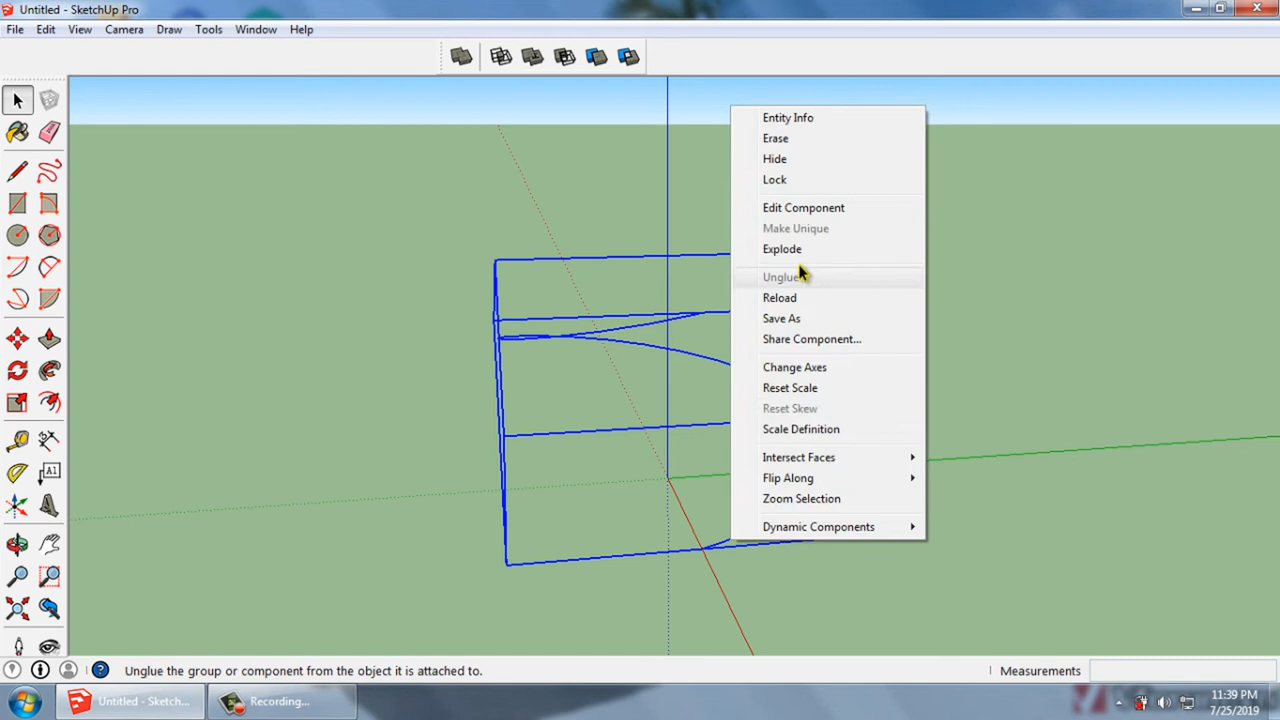 Untitled - SketchUp Pro
File Edit View Camera Draw Tools Window Help
Entity Info
Erase
Hide
Lock
Edit Component
Make Unique
Explode
Unglue
Reload
Save As
Share Component...
Change Axes
Reset Scale
Reset Skew
Scale Definition
Intersect Faces
Flip Along
Zoom Selection
Dynamic Components
A1
Unglue the group or component from the object it is attached to.
Measurements
Untitled - Sketch...
Recording...
11:39 PM
7/25/2019